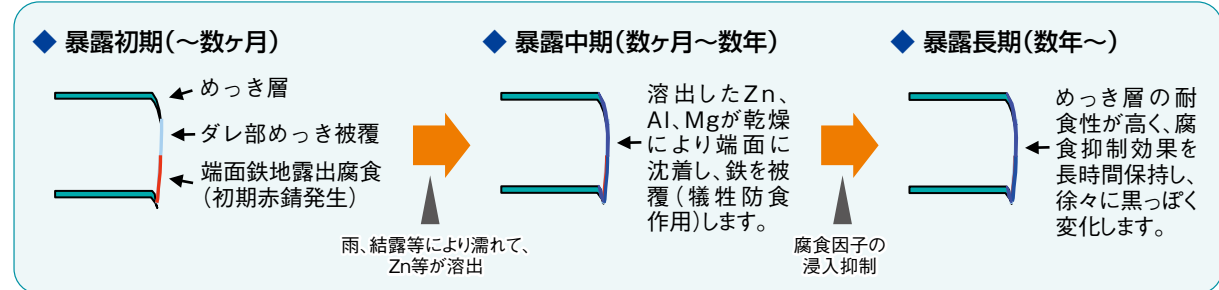 ◆ 暴露初期(～数ヶ月)
めっき層
ダレ部めっき被覆
端面鉄地露出腐食
(初期赤錆発生)
雨、結露等により濡れて、
Zn等が溶出
◆ 暴露中期(数ヶ月～数年)
溶出したZn、
Al、Mgが乾燥
により端面に
沈着し、鉄を被
覆(犠牲防食
作用)します。
腐食因子の
浸入抑制
◆ 暴露長期(数年～)
めっき層の耐
食性が高く、腐
食抑制効果を
長時間保持し、
徐々に黒っぽく
変化します。